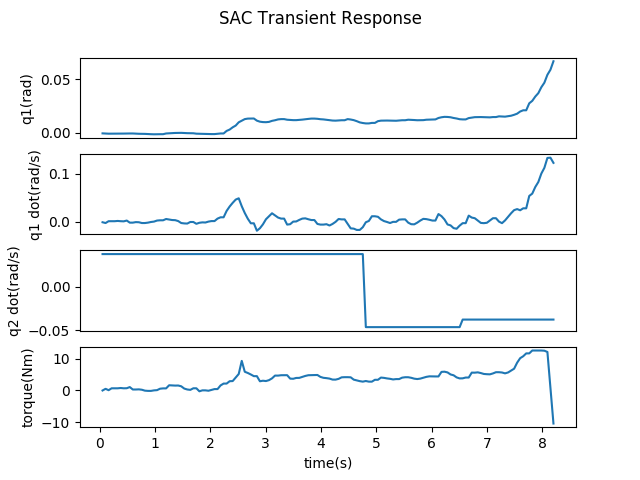 SAC Transient Response
q1(rad)
0.05
0.00
q1 dot(rad/s)
0.1
0.0
q2 dot(rad/s)
0.00
−0.05
torque(Nm)
10
0
−10
0 1 2 3 4 5 6 7 8
time(s)